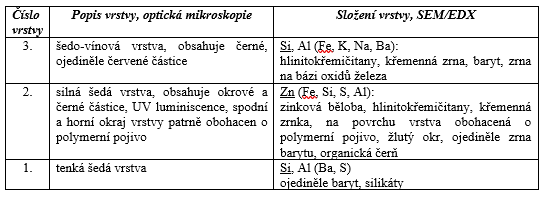 Číslo vrstvy Popis vrstvy, optická mikroskopie Složení vrstvy, SEM/EDX
3. šedo-vínová vrstva, obsahuje černé, ojediněle červené částice Si, Al (Fe, K, Na, Ba): hlinitokřemičitany, křemenná zrna, baryt, zrna na bázi oxidů železa
2. silná šedá vrstva, obsahuje okrové a černé částice, UV luminiscence, spodní a horní okraj vrstvy patrně obohacen o polymerní pojivo Zn (Fe, Si, S, Al): zinková běloba, hlinitokřemičitany, křemenná zrnka, na povrchu vrstva obohacená o polymerní pojivo, žlutý okr, ojediněle zrna barytu, organická čerň
1. tenká šedá vrstva Si, Al (Ba, S) ojediněle baryt, silikáty